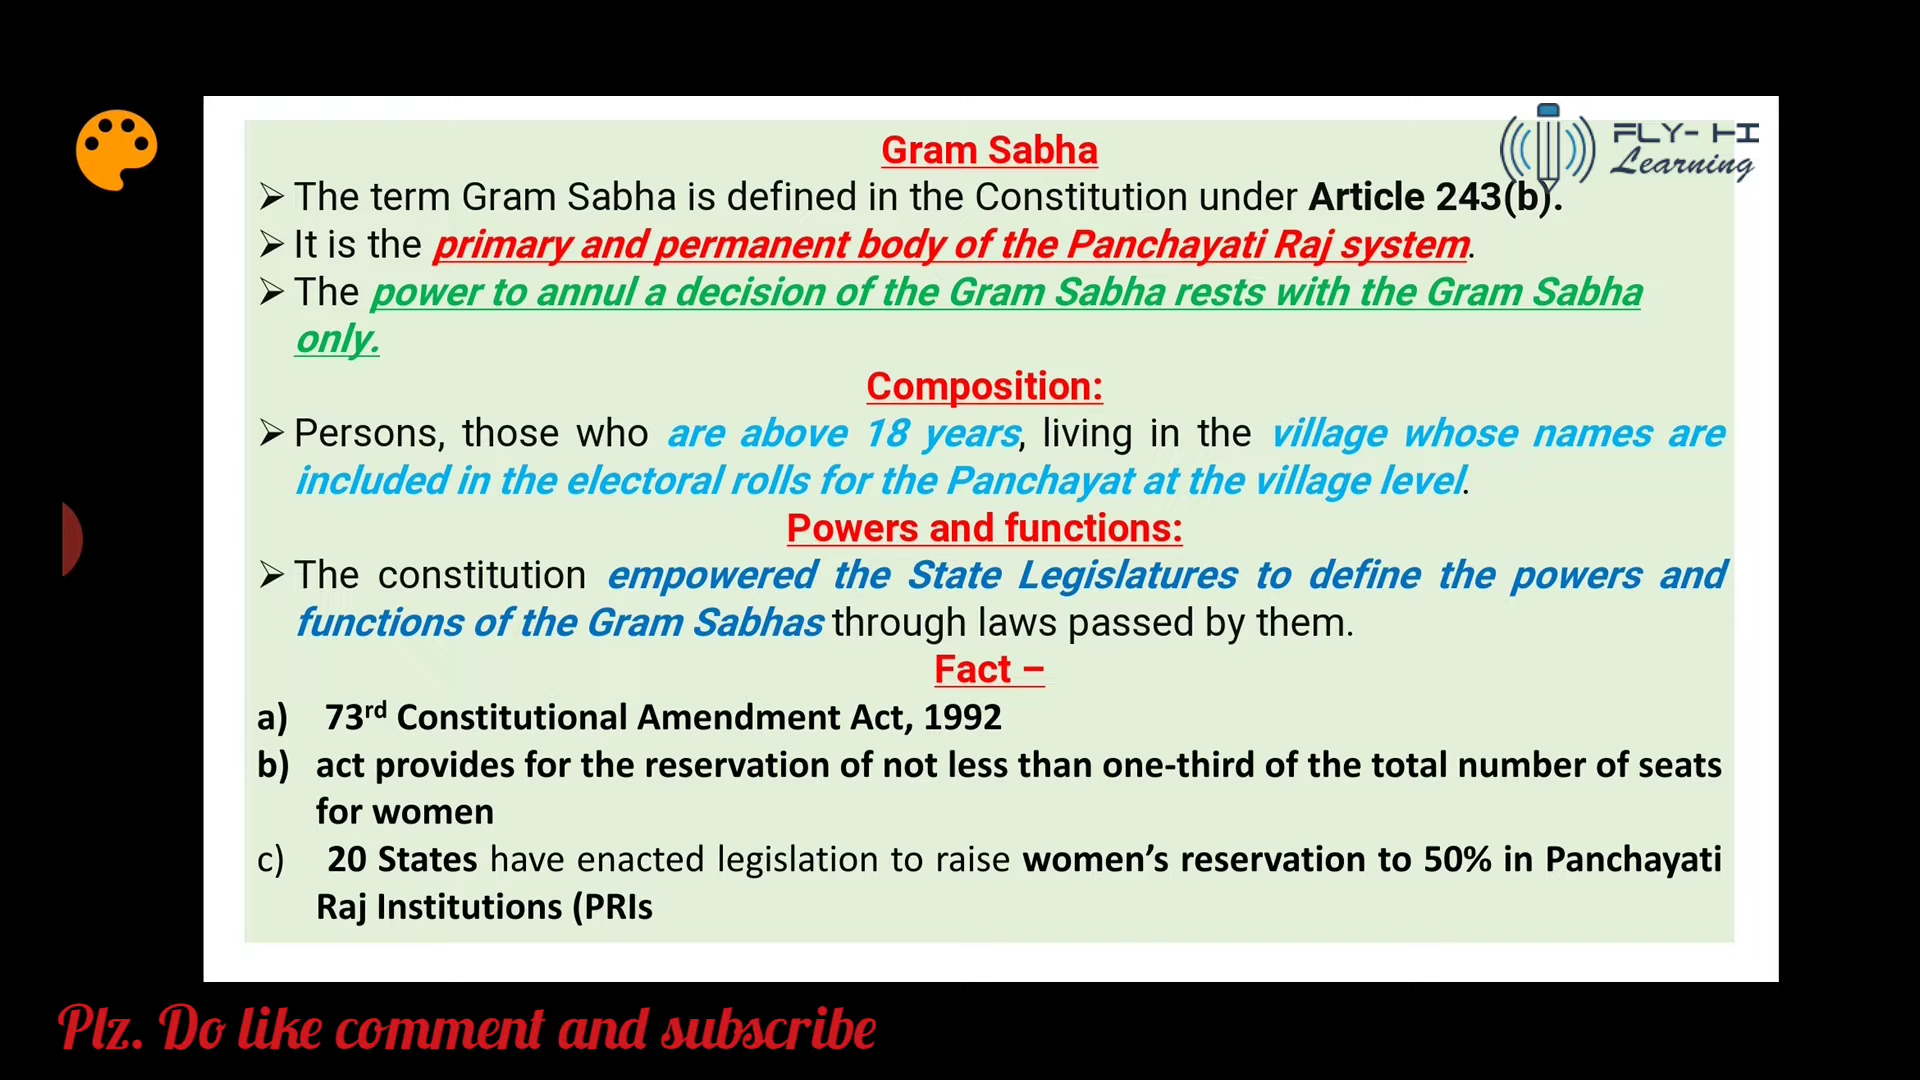 FLY- HI
Learning
Gram Sabha
➢ The term Gram Sabha is defined in the Constitution under Article 243(b).
➢ It is the primary and permanent body of the Panchayati Raj system.
➢ The power to annul a decision of the Gram Sabha rests with the Gram Sabha
only.
Composition:
➢ Persons, those who are above 18 years, living in the village whose names are
included in the electoral rolls for the Panchayat at the village level.
Powers and functions:
➢ The constitution empowered the State Legislatures to define the powers and
functions of the Gram Sabhas through laws passed by them.
Fact –
a) 73rd Constitutional Amendment Act, 1992
b) act provides for the reservation of not less than one-third of the total number of seats
for women
c) 20 States have enacted legislation to raise women’s reservation to 50% in Panchayati
Raj Institutions (PRIs
Plz. Do like comment and subscribe